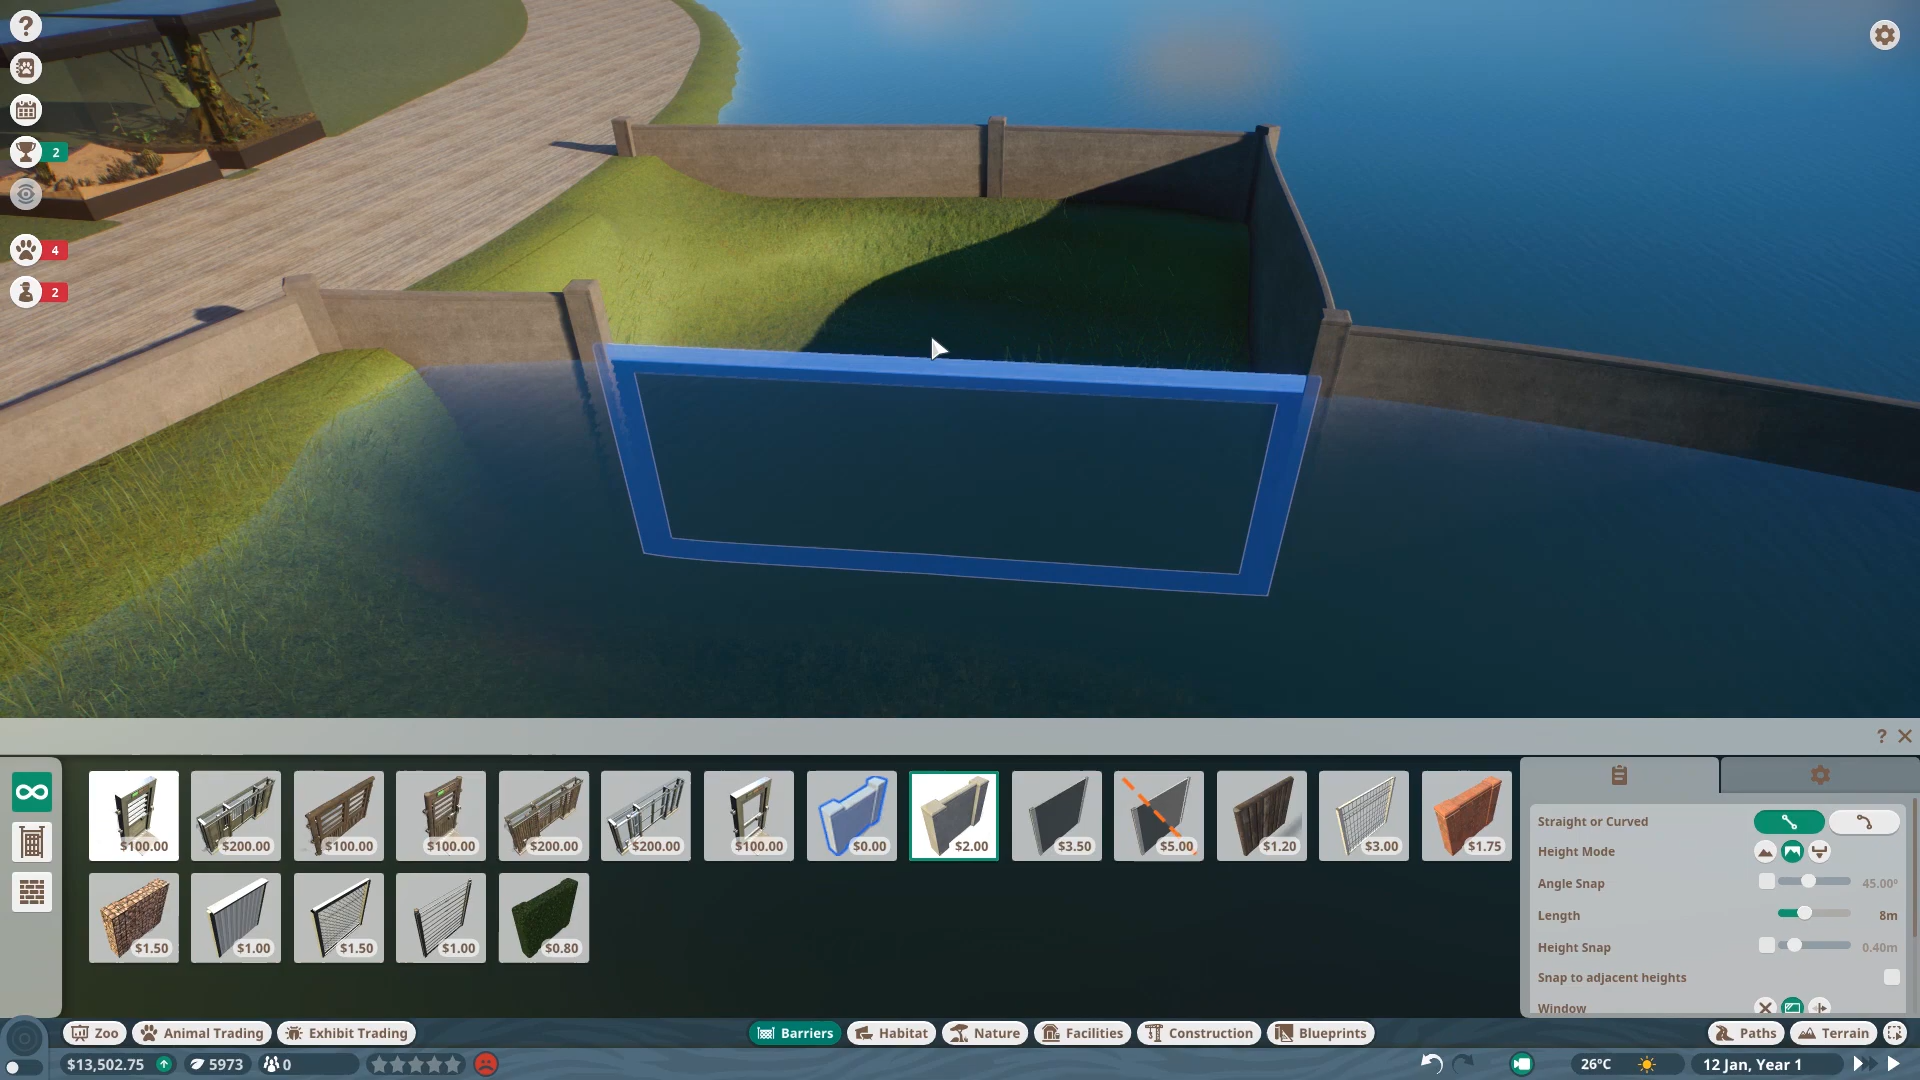 ?
2
4
2
? ×
$100.00 $200.00 $100.00 $100.00 $200.00 $200.00 $100.00 $0.00 $2.00 $3.50 $5.00 $1.20 $3.00 $1.75
$1.50 $1.00 $1.50 $1.00 $0.80
Straight or Curved
Height Mode
Angle Snap 45.00°
Length 8m
Height Snap 0.40m
Snap to adjacent heights
Window
Zoo Animal Trading Exhibit Trading Barriers Habitat Nature Facilities Construction Blueprints Paths Terrain
$13,502.75 5973 0 26°C 12 Jan, Year 1